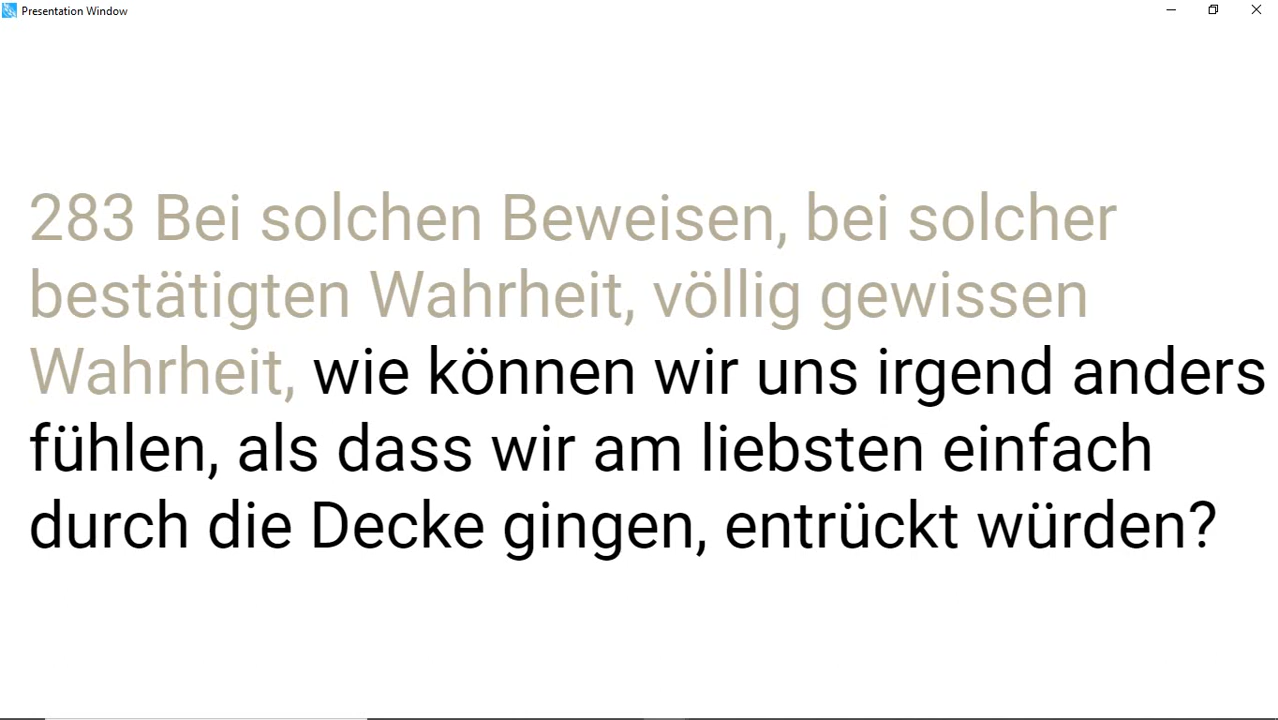 Presentation Window
283 Bei solchen Beweisen, bei solcher
bestätigten Wahrheit, völlig gewissen
Wahrheit, wie können wir uns irgend anders
fühlen, als dass wir am liebsten einfach
durch die Decke gingen, entrückt würden?